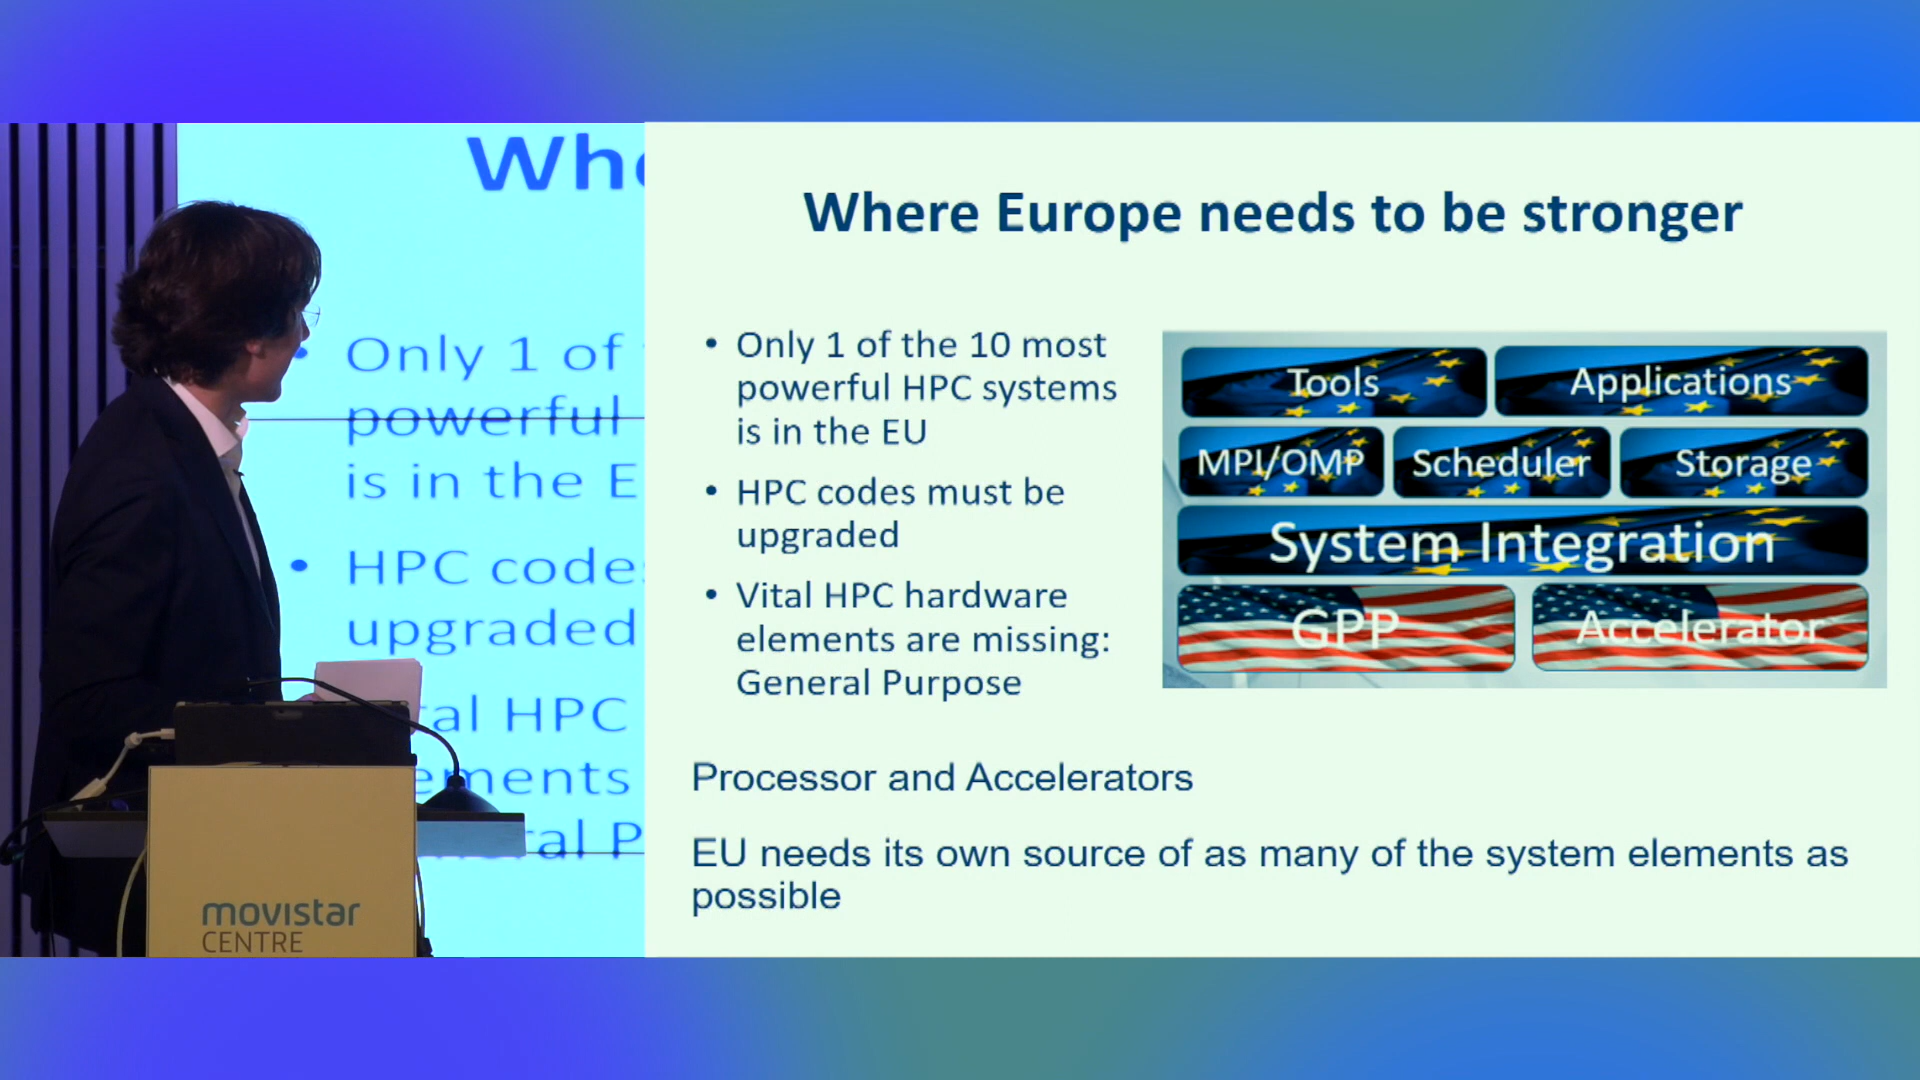 Whe
Only 1 of
powerful
is in the E
HPC codes
upgraded
al HPC
ements
al P
movistar
CENTRE
Where Europe needs to be stronger
• Only 1 of the 10 most
powerful HPC systems
is in the EU
• HPC codes must be
upgraded
• Vital HPC hardware
elements are missing:
General Purpose
Processor and Accelerators
EU needs its own source of as many of the system elements as
possible
Tools Applications
MPI/OMP Scheduler Storage
System Integration
GPP Accelerator